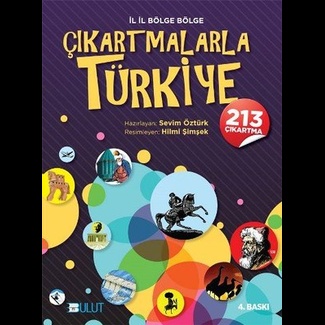 İL İL BÖLGE BÖLGE
ÇIKARTMALARLA
TÜRKİYE
Hazırlayan: Sevim Öztürk
Resimleyen: Hilmi Şimşek
213
ÇIKARTMA
BULUT
4. BASKI